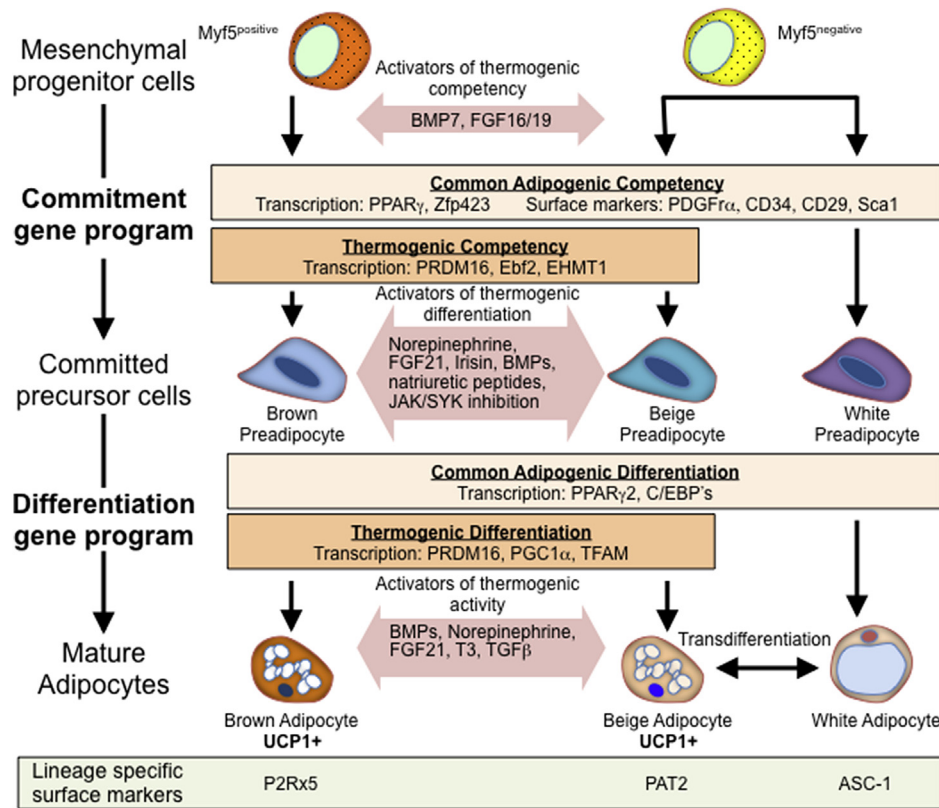 Mesenchymal
progenitor cells
Myf5positive
Myf5negative
Activators of thermogenic
competency
BMP7, FGF16/19
Commitment
gene program
Common Adipogenic Competency
Transcription: PPARγ, Zfp423 Surface markers: PDGFrα, CD34, CD29, Sca1
Thermogenic Competency
Transcription: PRDM16, Ebf2, EHMT1
Activators of thermogenic
differentiation
Norepinephrine,
FGF21, Irisin, BMPs,
natriuretic peptides,
JAK/SYK inhibition
Committed
precursor cells
Brown
Preadipocyte
Beige
Preadipocyte
White
Preadipocyte
Differentiation
gene program
Common Adipogenic Differentiation
Transcription: PPARγ2, C/EBP's
Thermogenic Differentiation
Transcription: PRDM16, PGC1α, TFAM
Activators of thermogenic
activity
BMPs, Norepinephrine,
FGF21, T3, TGFβ
Transdifferentiation
Mature
Adipocytes
Brown Adipocyte
UCP1+
Beige Adipocyte
UCP1+
White Adipocyte
Lineage specific
surface markers
P2Rx5
PAT2
ASC-1